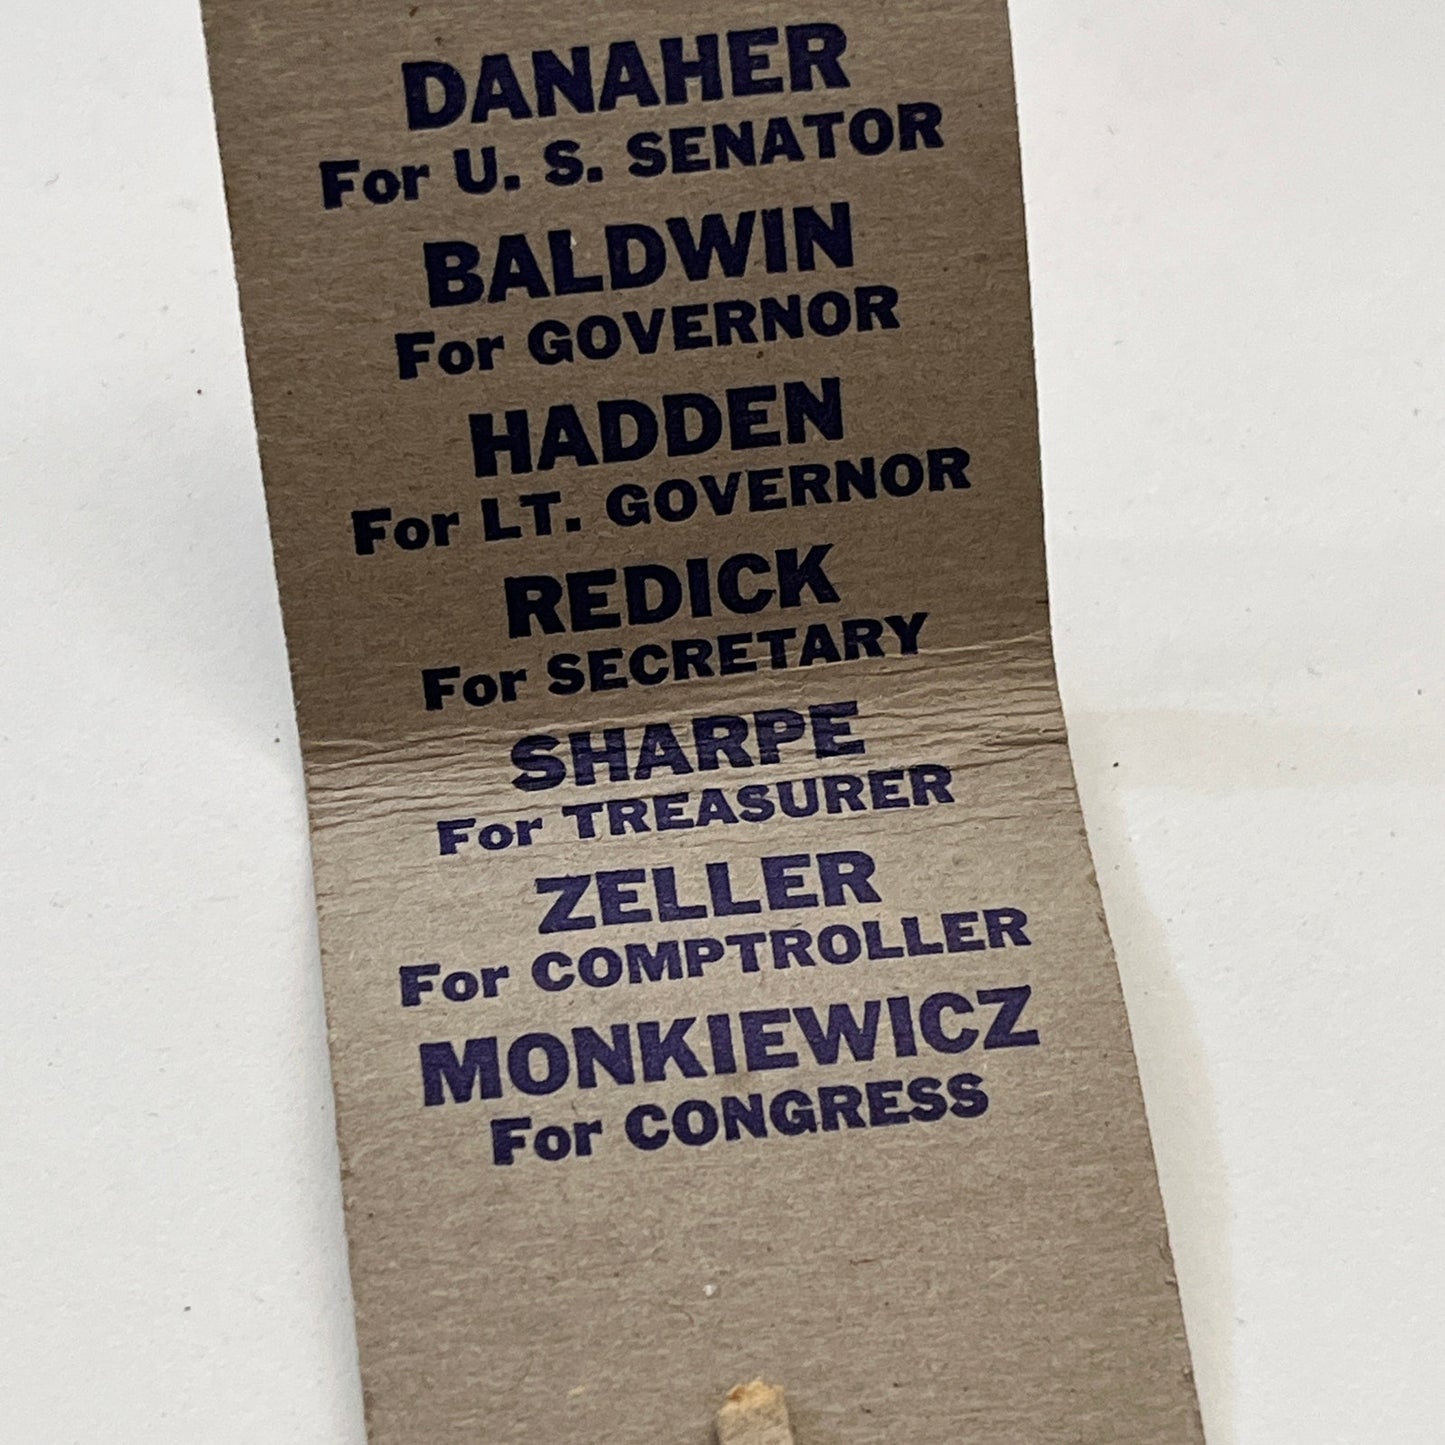 DANAHER
For U. S. SENATOR
BALDWIN
For GOVERNOR
HADDEN
For LT. GOVERNOR
REDICK
For SECRETARY
SHARPE
For TREASURER
ZELLER
For COMPTROLLER
MONKIEWICZ
For CONGRESS